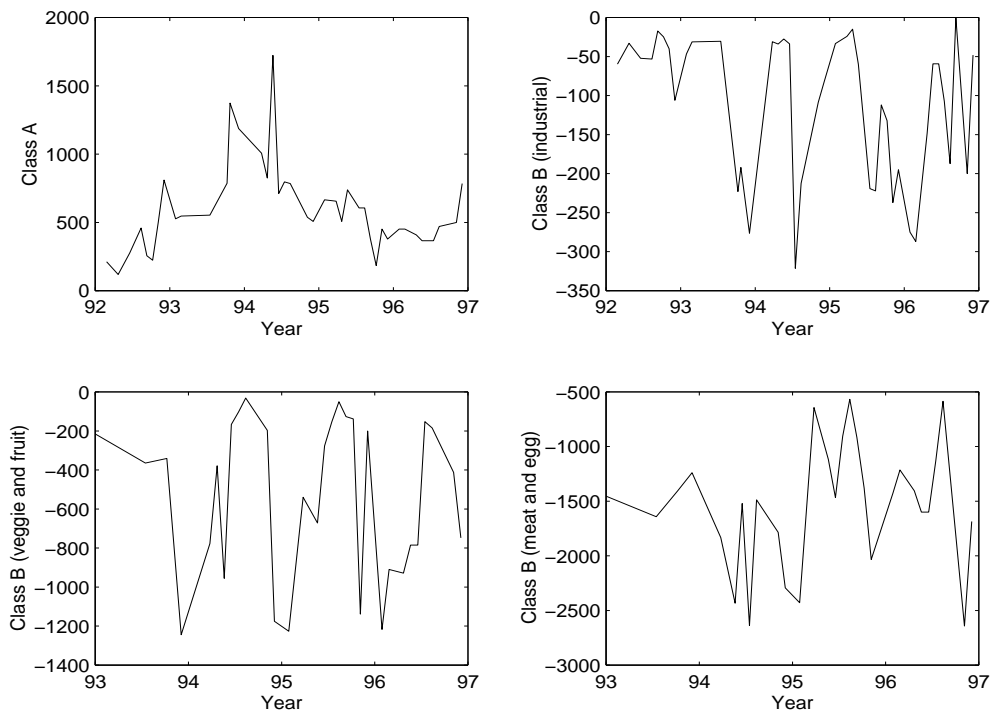 2000
1500
1000
500
0
Class A
92 93 94 95 96 97
Year
0
−50
−100
−150
−200
−250
−300
−350
Class B (industrial)
92 93 94 95 96 97
Year
0
−200
−400
−600
−800
−1000
−1200
−1400
Class B (veggie and fruit)
93 94 95 96 97
Year
−500
−1000
−1500
−2000
−2500
−3000
Class B (meat and egg)
93 94 95 96 97
Year